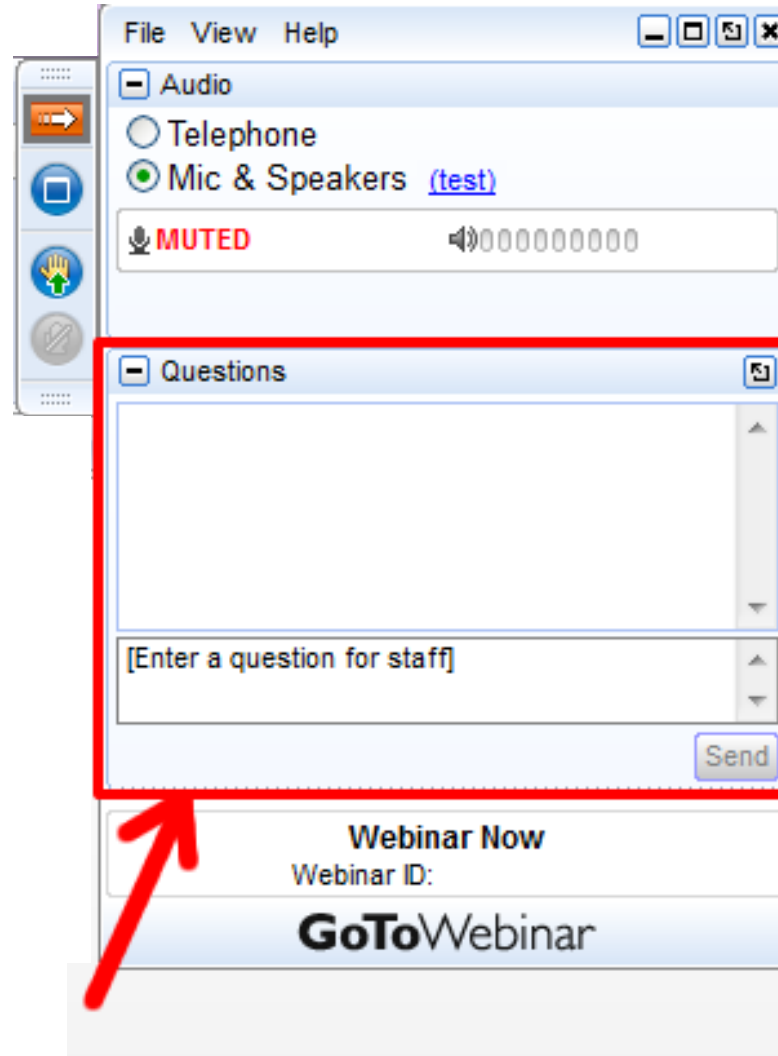 File View Help
Audio
Telephone
Mic & Speakers (test)
MUTED
Questions
[Enter a question for staff]
Send
Webinar Now
Webinar ID:
GoToWebinar